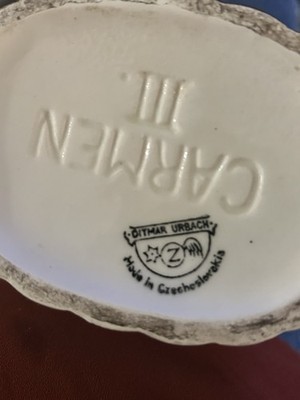 CARMEN
III.
DITMAR URBACH
Z
Made in Czechoslovakia